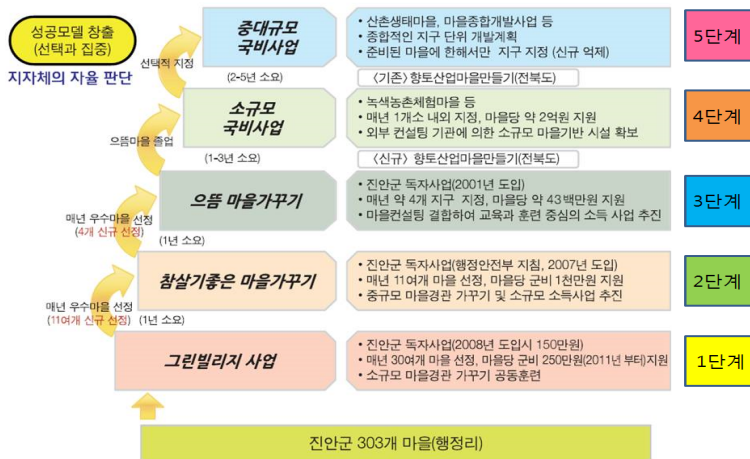 성공모델 창출
(선택과 집중)
지자체의 자율 판단
선택적 지정
중대규모
국비사업
(2-5년 소요)
• 산촌생태마을, 마을종합개발사업 등
• 종합적인 지구 단위 개발계획
• 준비된 마을에 한해서만 지구 지정 (신규 억제)
〈기존〉 향토산업마을만들기(전북도)
5단계
으뜸마을 졸업
소규모
국비사업
(1-3년 소요)
• 녹색농촌체험마을 등
• 매년 1개소 내외 지정, 마을당 약 2억원 지원
• 외부 컨설팅 기관에 의한 소규모 마을기반 시설 확보
〈신규〉 향토산업마을만들기(전북도)
4단계
매년 우수마을 선정
(4개 신규 선정)
으뜸 마을가꾸기
(1년 소요)
• 진안군 독자사업(2001년 도입)
• 매년 약 4개 지구 지정, 마을당 약 43백만원 지원
• 마을컨설팅 결합하여 교육과 훈련 중심의 소득 사업 추진
3단계
매년 우수마을 선정
(11여개 신규 선정)
참살기좋은 마을가꾸기
(1년 소요)
• 진안군 독자사업(행정안전부 지침, 2007년 도입)
• 매년 11여개 마을 선정, 마을당 군비 1천만원 지원
• 중규모 마을경관 가꾸기 및 소규모 소득사업 추진
2단계
그린빌리지 사업
• 진안군 독자사업(2008년 도입시 150만원)
• 매년 30여개 마을 선정, 마을당 군비 250만원(2011년 부터)지원
• 소규모 마을경관 가꾸기 공동훈련
1단계
진안군 303개 마을(행정리)